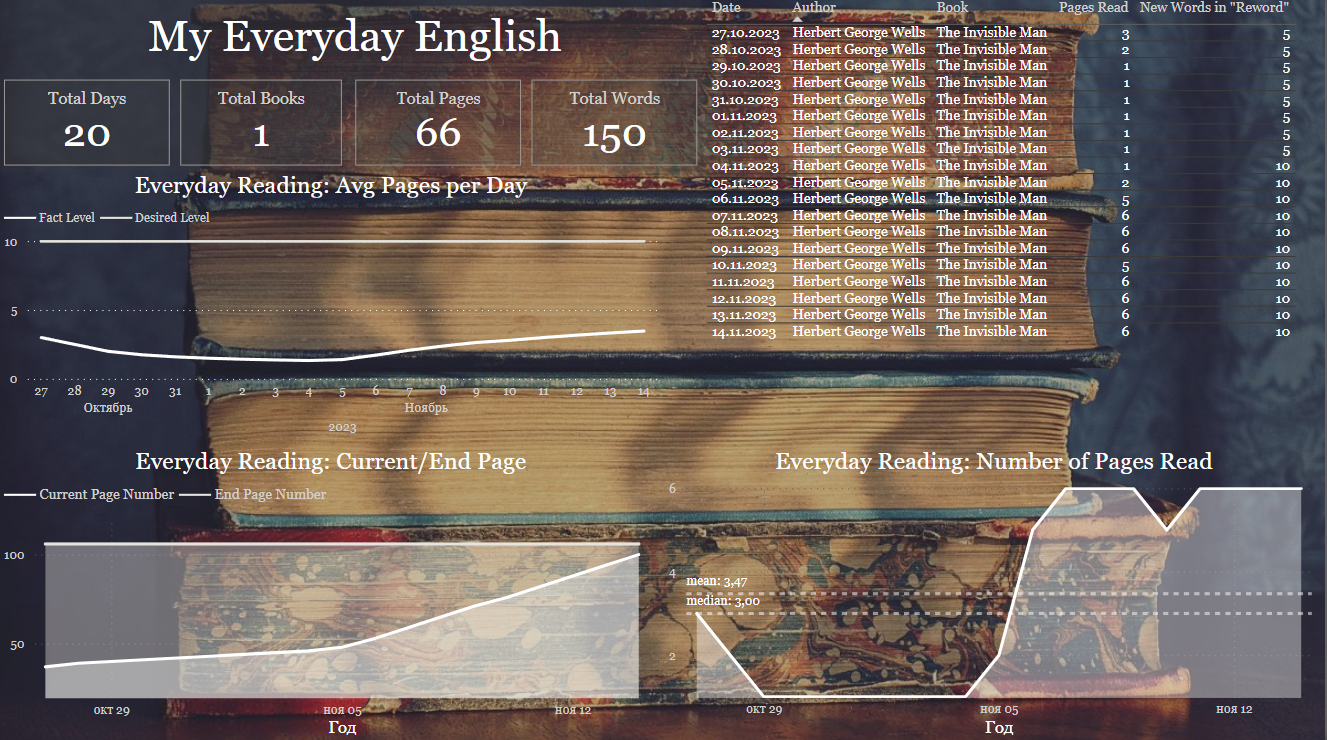 My Everyday English
Total Days
20
Total Books
1
Total Pages
66
Total Words
150
Date Author Book Pages Read New Words in "Reword"
27.10.2023 Herbert George Wells The Invisible Man 3 5
28.10.2023 Herbert George Wells The Invisible Man 2 5
29.10.2023 Herbert George Wells The Invisible Man 1 5
30.10.2023 Herbert George Wells The Invisible Man 1 5
31.10.2023 Herbert George Wells The Invisible Man 1 5
01.11.2023 Herbert George Wells The Invisible Man 1 5
02.11.2023 Herbert George Wells The Invisible Man 1 5
03.11.2023 Herbert George Wells The Invisible Man 1 5
04.11.2023 Herbert George Wells The Invisible Man 1 10
05.11.2023 Herbert George Wells The Invisible Man 2 10
06.11.2023 Herbert George Wells The Invisible Man 5 10
07.11.2023 Herbert George Wells The Invisible Man 6 10
08.11.2023 Herbert George Wells The Invisible Man 6 10
09.11.2023 Herbert George Wells The Invisible Man 6 10
10.11.2023 Herbert George Wells The Invisible Man 5 10
11.11.2023 Herbert George Wells The Invisible Man 6 10
12.11.2023 Herbert George Wells The Invisible Man 6 10
13.11.2023 Herbert George Wells The Invisible Man 6 10
14.11.2023 Herbert George Wells The Invisible Man 6 10
Everyday Reading: Avg Pages per Day
Fact Level Desired Level
10
5
0
27 28 29 30 31 1 2 3 4 5 6 7 8 9 10 11 12 13 14
Октябрь Ноябрь
2023
Everyday Reading: Current/End Page
Current Page Number End Page Number
100
50
окт 29 ноя 05 ноя 12
Год
Everyday Reading: Number of Pages Read
6
4
mean: 3,47
median: 3,00
2
окт 29 ноя 05 ноя 12
Год